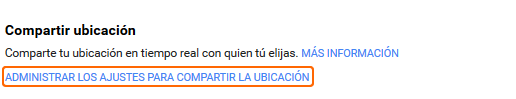 Compartir ubicación
Comparte tu ubicación en tiempo real con quien tú elijas. MÁS INFORMACIÓN
ADMINISTRAR LOS AJUSTES PARA COMPARTIR LA UBICACIÓN